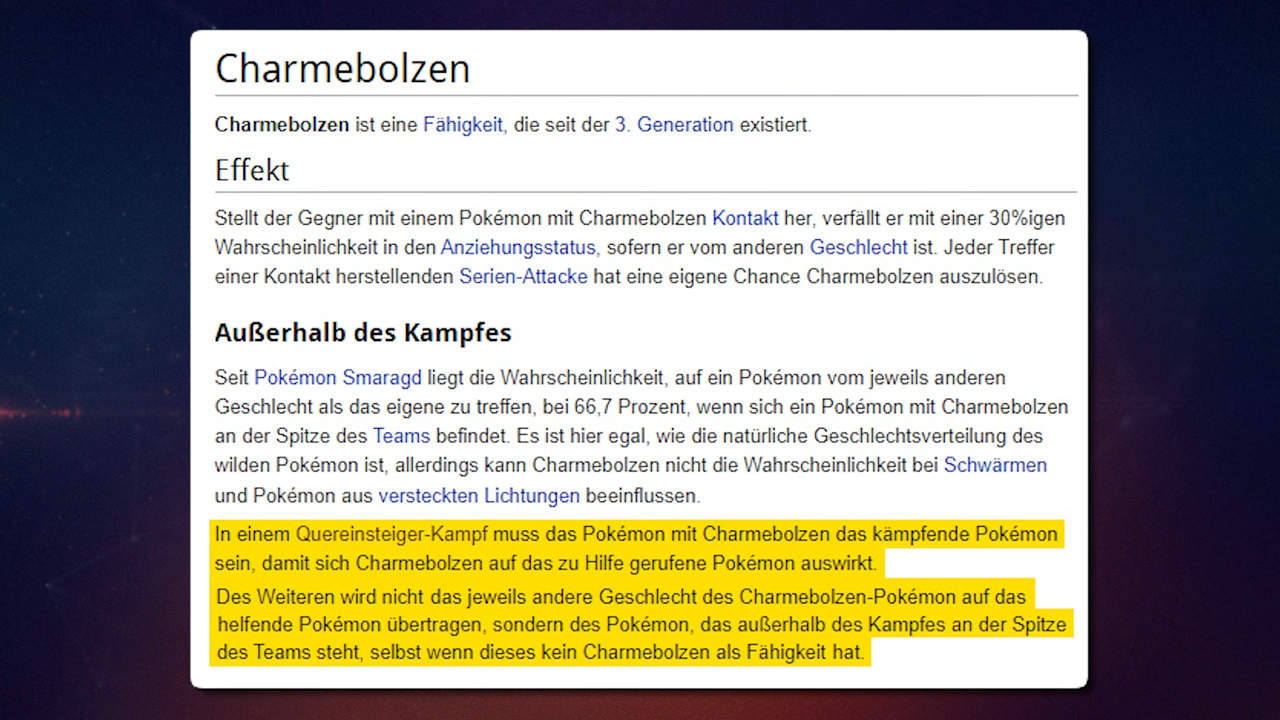 Charmebolzen
Charmebolzen ist eine Fähigkeit, die seit der 3. Generation existiert.
Effekt
Stellt der Gegner mit einem Pokémon mit Charmebolzen Kontakt her, verfällt er mit einer 30%igen
Wahrscheinlichkeit in den Anziehungsstatus, sofern er vom anderen Geschlecht ist. Jeder Treffer
einer Kontakt herstellenden Serien-Attacke hat eine eigene Chance Charmebolzen auszulösen.
Außerhalb des Kampfes
Seit Pokémon Smaragd liegt die Wahrscheinlichkeit, auf ein Pokémon vom jeweils anderen
Geschlecht als das eigene zu treffen, bei 66,7 Prozent, wenn sich ein Pokémon mit Charmebolzen
an der Spitze des Teams befindet. Es ist hier egal, wie die natürliche Geschlechtsverteilung des
wilden Pokémon ist, allerdings kann Charmebolzen nicht die Wahrscheinlichkeit bei Schwärmen
und Pokémon aus versteckten Lichtungen beeinflussen.
In einem Quereinsteiger-Kampf muss das Pokémon mit Charmebolzen das kämpfende Pokémon
sein, damit sich Charmebolzen auf das zu Hilfe gerufene Pokémon auswirkt.
Des Weiteren wird nicht das jeweils andere Geschlecht des Charmebolzen-Pokémon auf das
helfende Pokémon übertragen, sondern des Pokémon, das außerhalb des Kampfes an der Spitze
des Teams steht, selbst wenn dieses kein Charmebolzen als Fähigkeit hat.